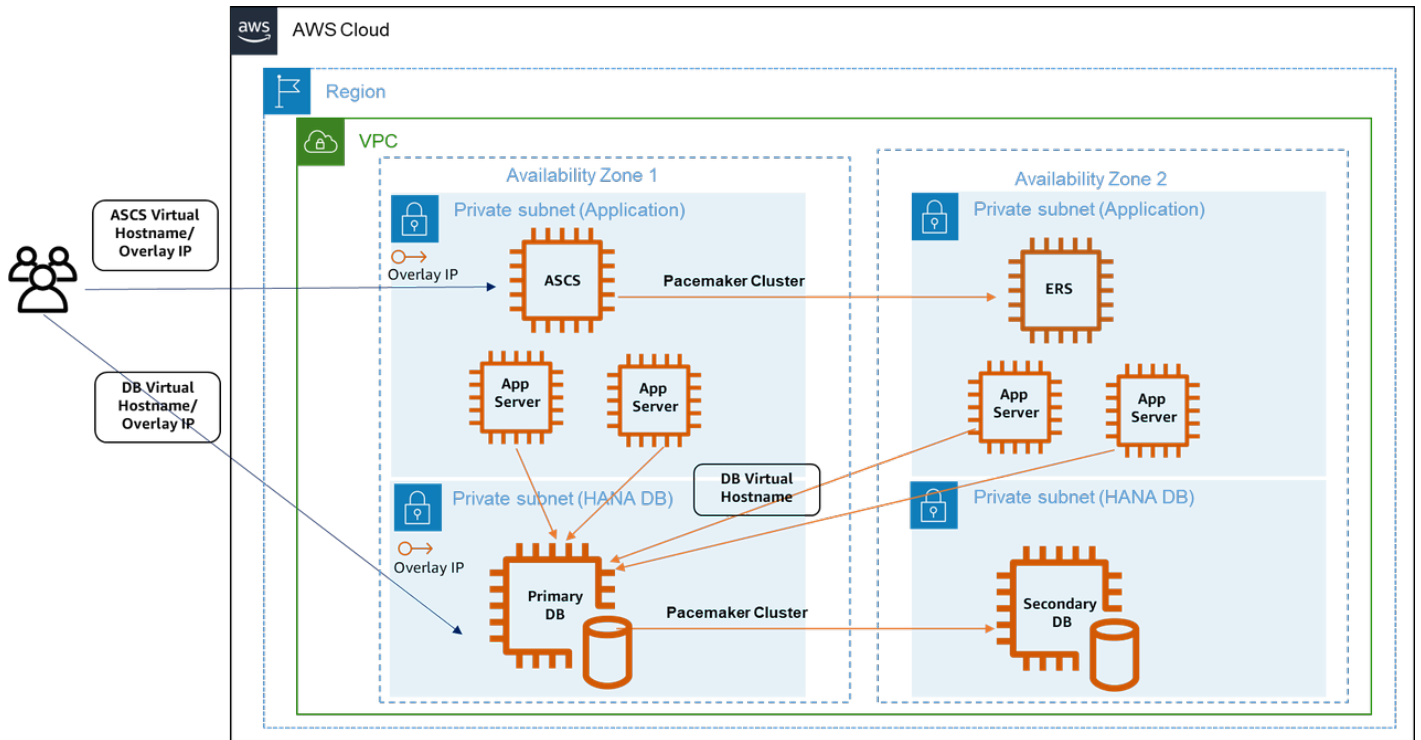 aws
AWS Cloud
Region
VPC
Availability Zone 1
Availability Zone 2
Private subnet (Application)
Private subnet (Application)
ASCS Virtual
Hostname/
Overlay IP
Overlay IP
ASCS
Pacemaker Cluster
ERS
App
Server
App
Server
App
Server
App
Server
DB Virtual
Hostname/
Overlay IP
DB Virtual
Hostname
Private subnet (HANA DB)
Private subnet (HANA DB)
Overlay IP
Primary
DB
Pacemaker Cluster
Secondary
DB